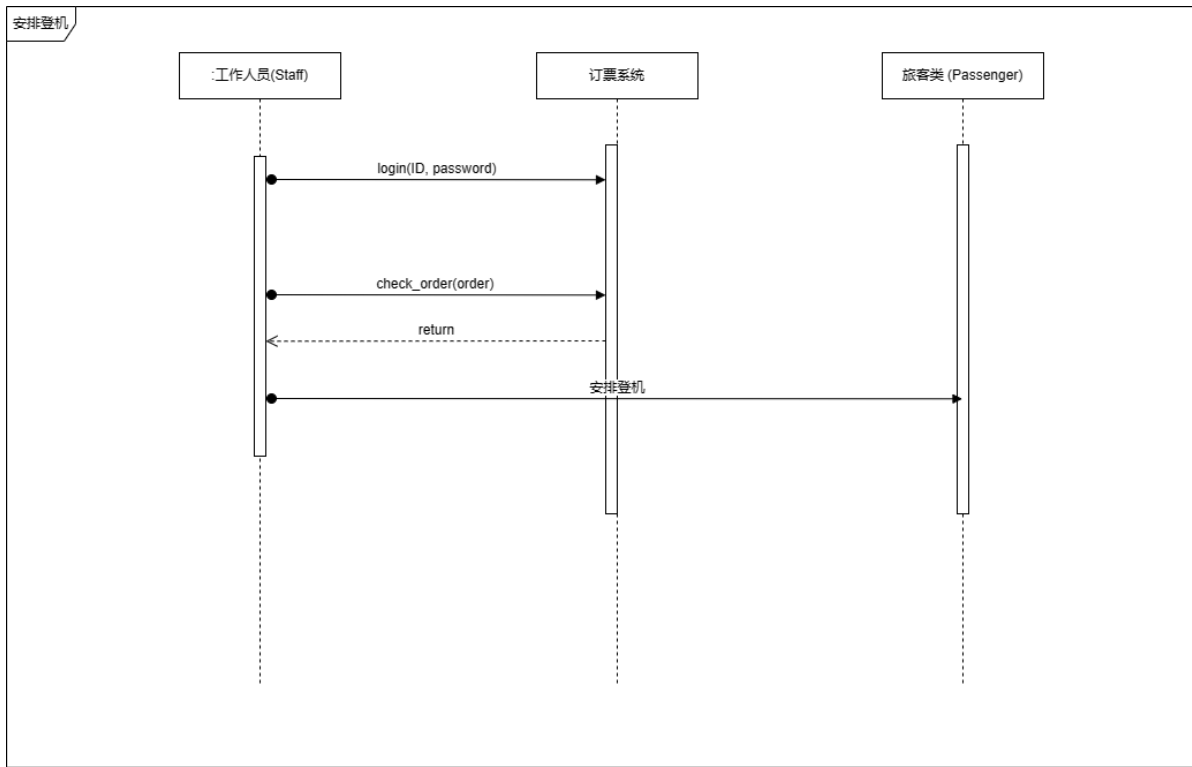 安排登机
:工作人员(Staff)
订票系统
旅客类 (Passenger)
login(ID, password)
check_order(order)
return
安排登机